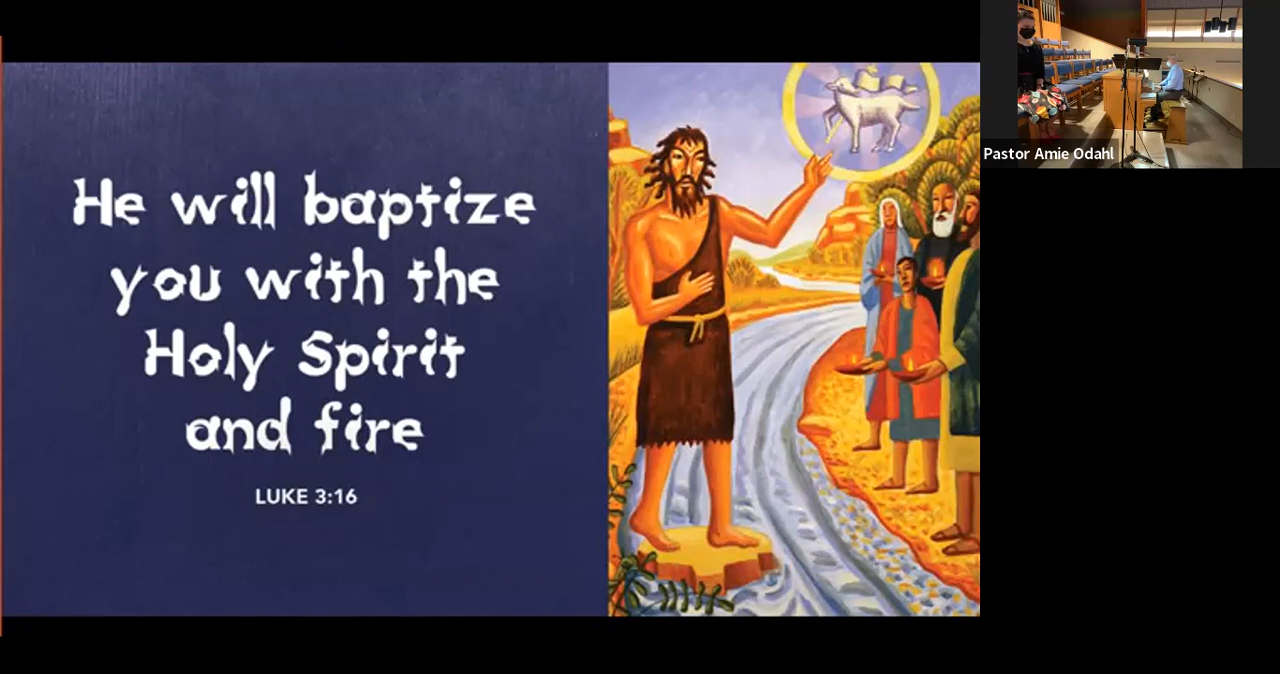 He will baptize
you with the
Holy Spirit
and fire
LUKE 3:16
Pastor Amie Odahl